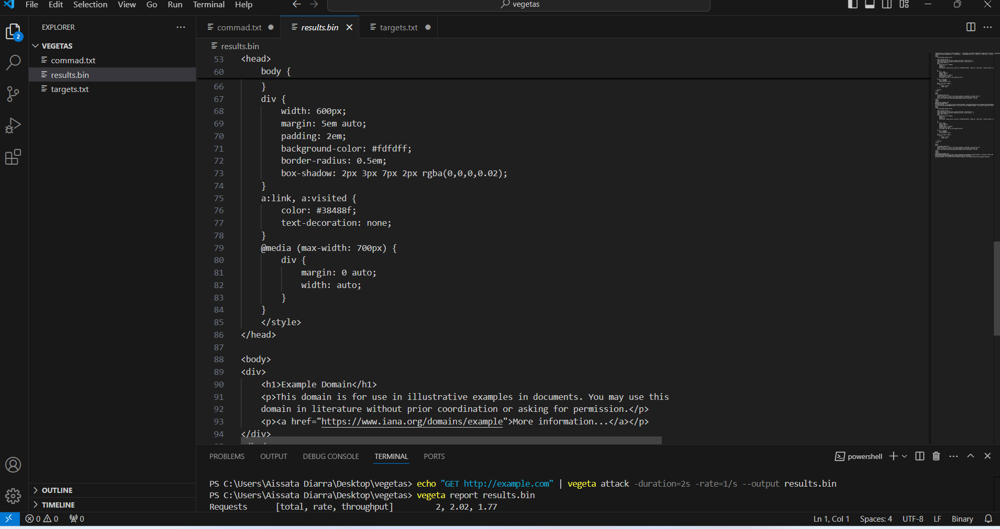 File Edit Selection View Go Run Terminal Help
vegetas
EXPLORER
2
VEGETAS
commad.txt
results.bin
targets.txt
commad.txt
results.bin
targets.txt
results.bin
53 <head>
60 body {
66 }
67 div {
68 width: 600px;
69 margin: 5em auto;
70 padding: 2em;
71 background-color: #fdfdff;
72 border-radius: 0.5em;
73 box-shadow: 2px 3px 7px 2px rgba(0,0,0,0.02);
74 }
75 a:link, a:visited {
76 color: #38488f;
77 text-decoration: none;
78 }
79 @media (max-width: 700px) {
80 div {
81 margin: 0 auto;
82 width: auto;
83 }
84 }
85 </style>
86 </head>
87
88 <body>
89 <div>
90 <h1>Example Domain</h1>
91 <p>This domain is for use in illustrative examples in documents. You may use this
92 domain in literature without prior coordination or asking for permission.</p>
93 <p><a href="https://www.iana.org/domains/example">More information...</a></p>
94 </div>
PROBLEMS OUTPUT DEBUG CONSOLE TERMINAL PORTS
powershell
PS C:\Users\Aissata Diarra\Desktop\vegetas> echo "GET http://example.com" | vegeta attack -duration=2s -rate=1/s --output results.bin
PS C:\Users\Aissata Diarra\Desktop\vegetas> vegeta report results.bin
Requests [total, rate, throughput] 2, 2.02, 1.77
OUTLINE
TIMELINE
0 0 0
Ln 1, Col 1 Spaces: 4 UTF-8 LF Binary